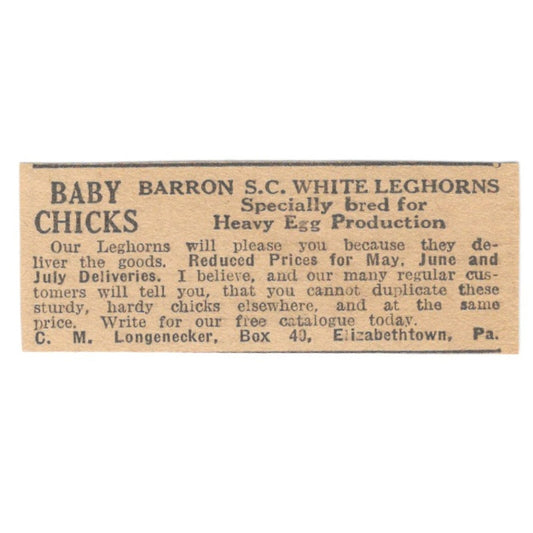 BABY CHICKS
BARRON S.C. WHITE LEGHORNS
Specially bred for
Heavy Egg Production
Our Leghorns will please you because they de-
liver the goods. Reduced Prices for May, June and
July Deliveries. I believe, and our many regular cus-
tomers will tell you, that you cannot duplicate these
sturdy, hardy chicks elsewhere, and at the same
price. Write for our free catalogue today.
C. M. Longenecker, Box 40, Elizabethtown, Pa.